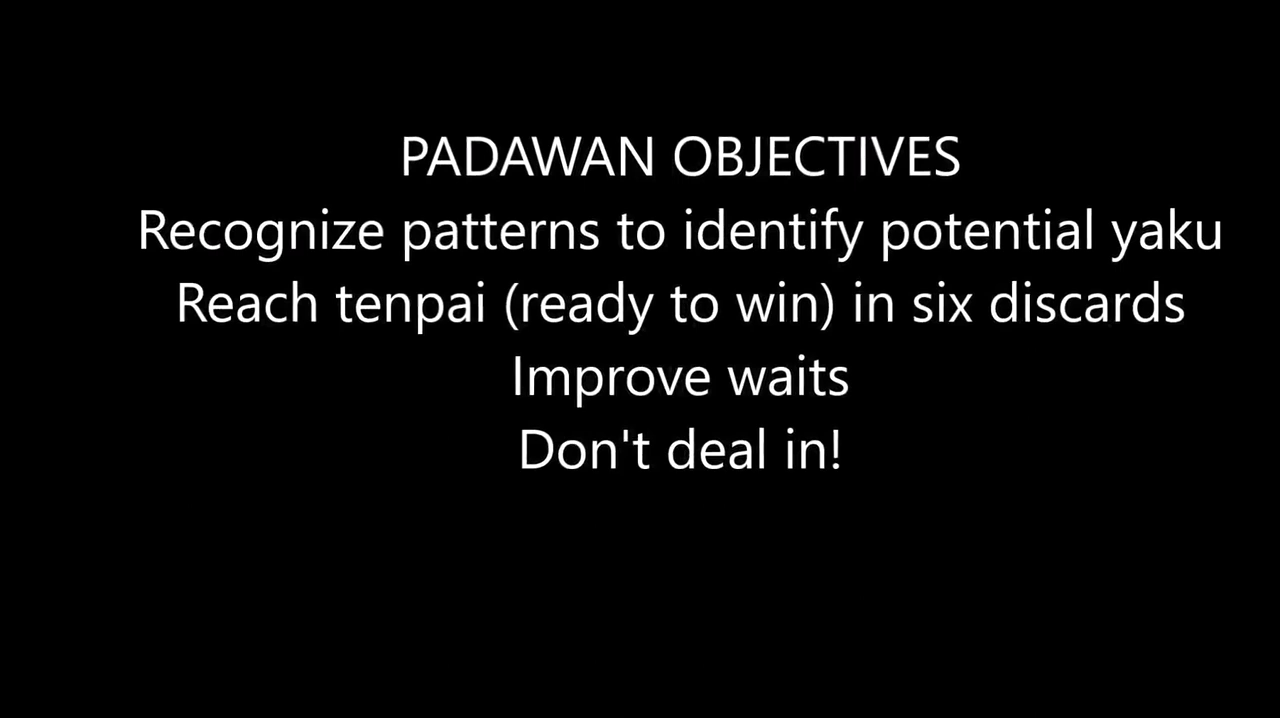 PADAWAN OBJECTIVES
Recognize patterns to identify potential yaku
Reach tenpai (ready to win) in six discards
Improve waits
Don't deal in!